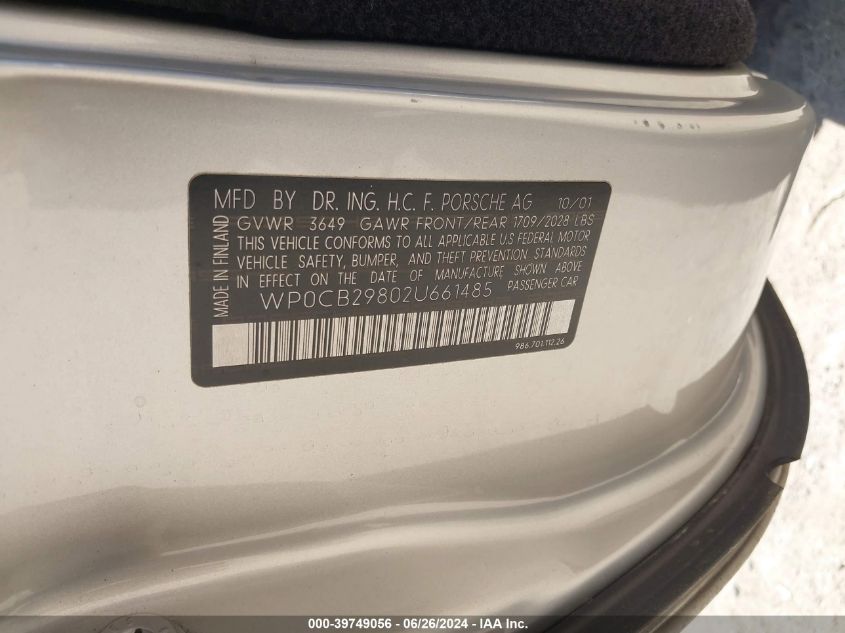 MFD BY DR. ING. H.C. F. PORSCHE AG 10/01
GVWR 3649 GAWR FRONT/REAR 1709/2028 LBS
THIS VEHICLE CONFORMS TO ALL APPLICABLE U.S FEDERAL MOTOR
VEHICLE SAFETY, BUMPER, AND THEFT PREVENTION STANDARDS
IN EFFECT ON THE DATE OF MANUFACTURE SHOWN ABOVE
WP0CB29802U661485 PASSENGER CAR
MADE IN FINLAND
986.701.112.26
000-39749056 - 06/26/2024 - IAA Inc.